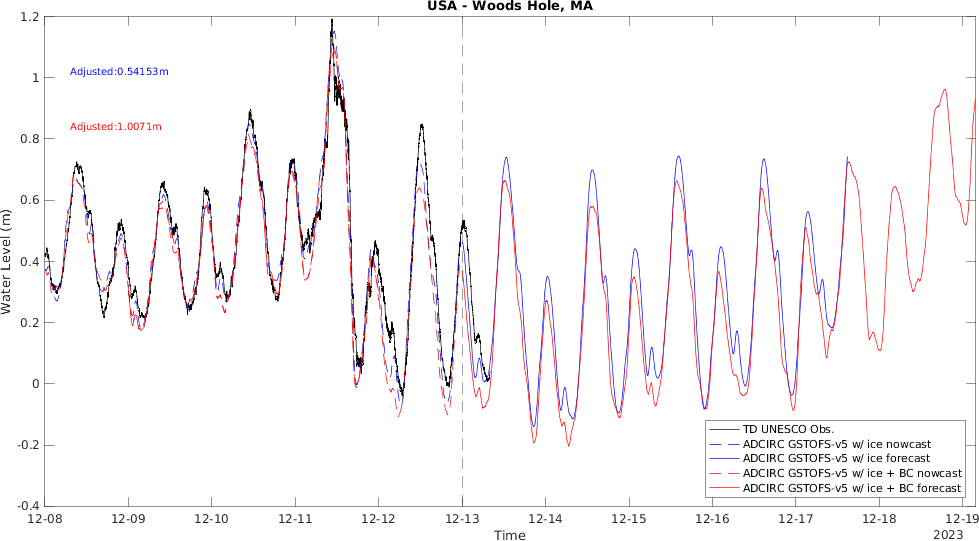 USA - Woods Hole, MA
1.2
1
0.8
0.6
0.4
0.2
0
-0.2
-0.4
Water Level (m)
Adjusted:0.54153m
Adjusted:1.0071m
TD UNESCO Obs.
ADCIRC GSTOFS-v5 w/ ice nowcast
ADCIRC GSTOFS-v5 w/ ice forecast
ADCIRC GSTOFS-v5 w/ ice + BC nowcast
ADCIRC GSTOFS-v5 w/ ice + BC forecast
12-08 12-09 12-10 12-11 12-12 12-13 12-14 12-15 12-16 12-17 12-18 12-19
Time
2023